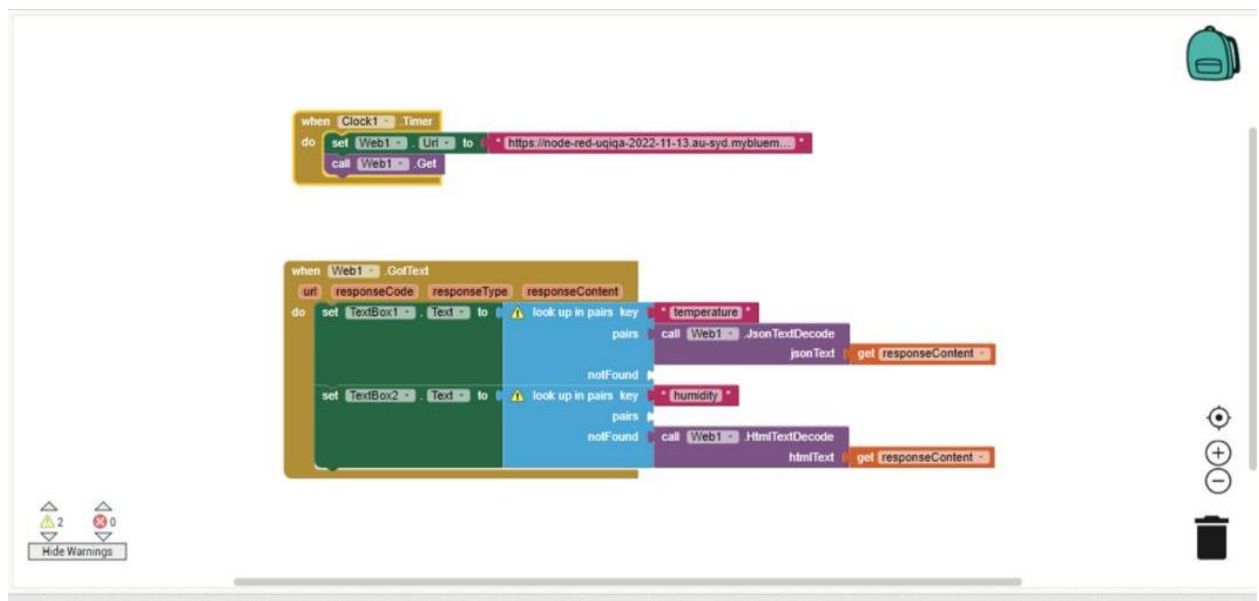 when Clock1 .Timer
do set Web1 . Url to " https://node-red-uqiqa-2022-11-13.au-syd.mybluem... "
call Web1 .Get
when Web1 .GotText
url responseCode responseType responseContent
do set TextBox1 . Text to look up in pairs key " temperature "
pairs call Web1 .JsonTextDecode
jsonText get responseContent
notFound
set TextBox2 . Text to look up in pairs key " humidity "
pairs
notFound call Web1 .HtmlTextDecode
htmlText get responseContent
2 0
Hide Warnings